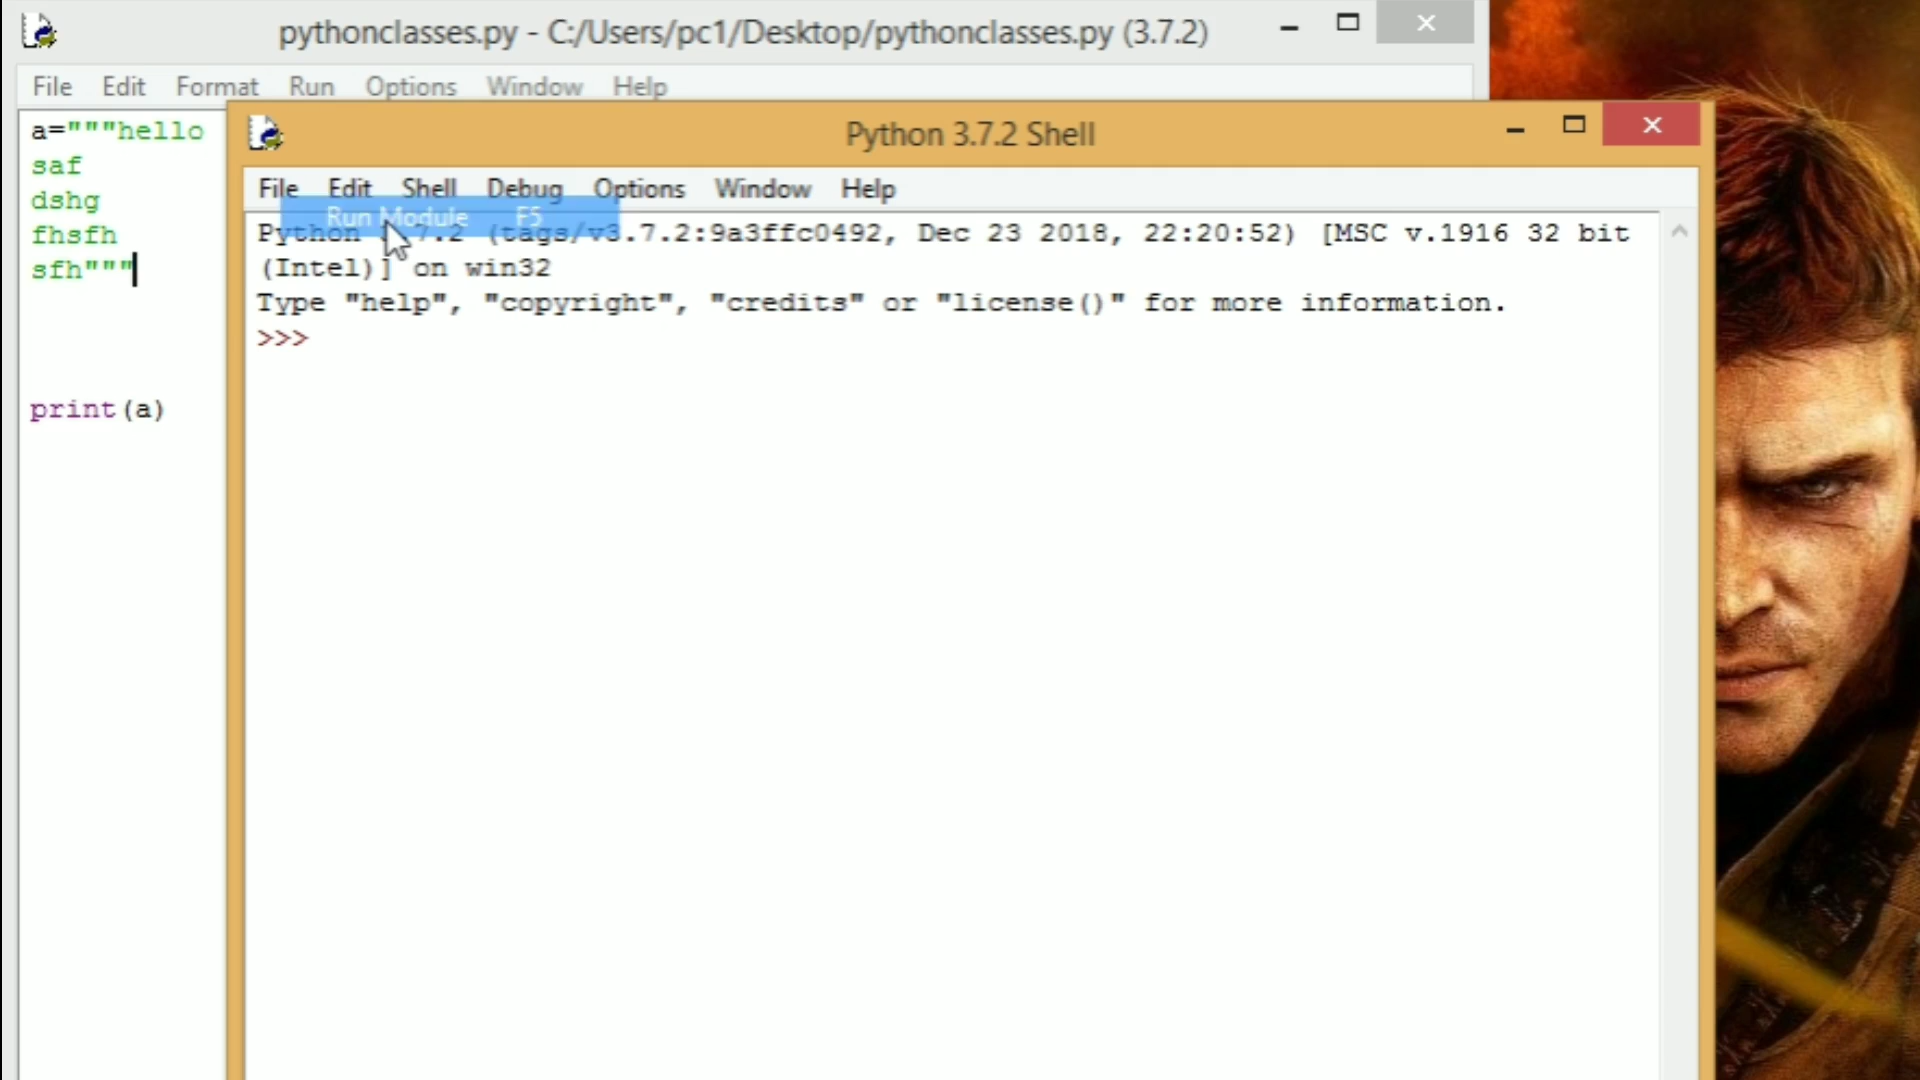 pythonclasses.py - C:/Users/pc1/Desktop/pythonclasses.py (3.7.2)
File Edit Format Run Options Window Help
a="""hello
saf
dshg
fhsfh
sfh"""
print(a)
Python 3.7.2 Shell
File Edit Shell Debug Options Window Help
Run Module F5
Python 3.7.2 (tags/v3.7.2:9a3ffc0492, Dec 23 2018, 22:20:52) [MSC v.1916 32 bit
(Intel)] on win32
Type "help", "copyright", "credits" or "license()" for more information.
>>>